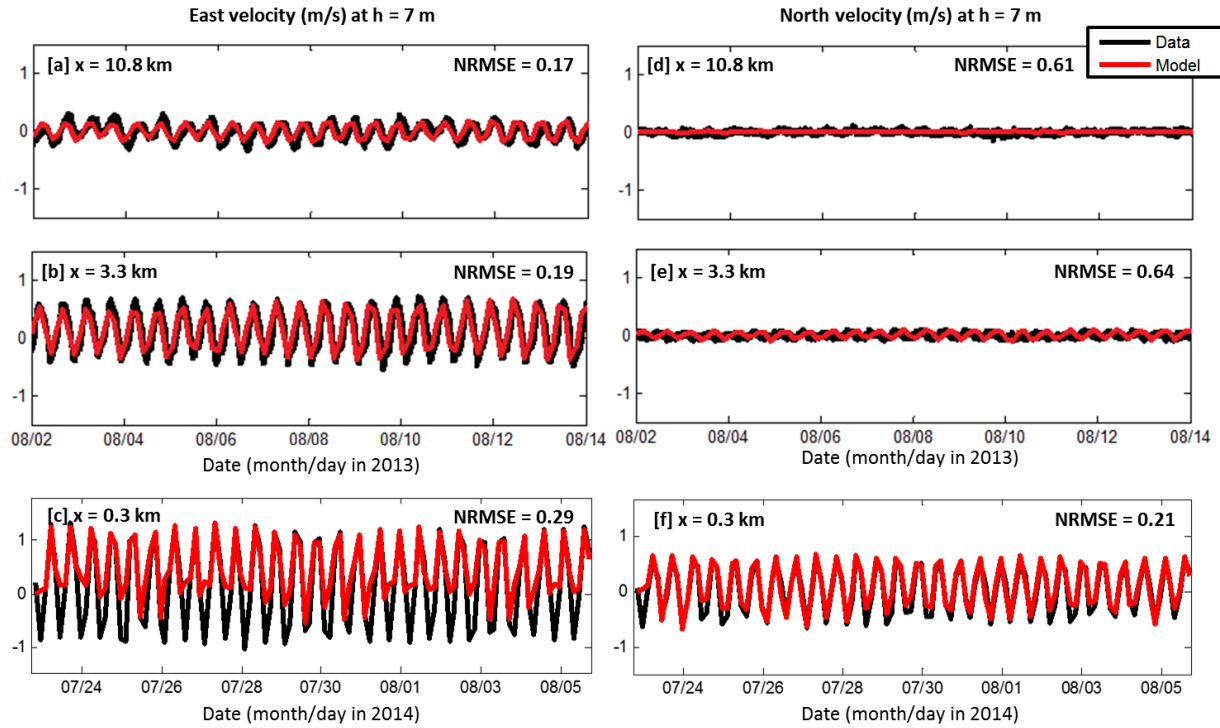 East velocity (m/s) at h = 7 m
North velocity (m/s) at h = 7 m
Data
Model
[a] x = 10.8 km
NRMSE = 0.17
1
0
-1
[d] x = 10.8 km
NRMSE = 0.61
1
0
-1
[b] x = 3.3 km
NRMSE = 0.19
1
0
-1
08/02 08/04 08/06 08/08 08/10 08/12 08/14
Date (month/day in 2013)
[e] x = 3.3 km
NRMSE = 0.64
1
0
-1
08/02 08/04 08/06 08/08 08/10 08/12 08/14
Date (month/day in 2013)
[c] x = 0.3 km
NRMSE = 0.29
1
0
-1
07/24 07/26 07/28 07/30 08/01 08/03 08/05
Date (month/day in 2014)
[f] x = 0.3 km
NRMSE = 0.21
1
0
-1
07/24 07/26 07/28 07/30 08/01 08/03 08/05
Date (month/day in 2014)